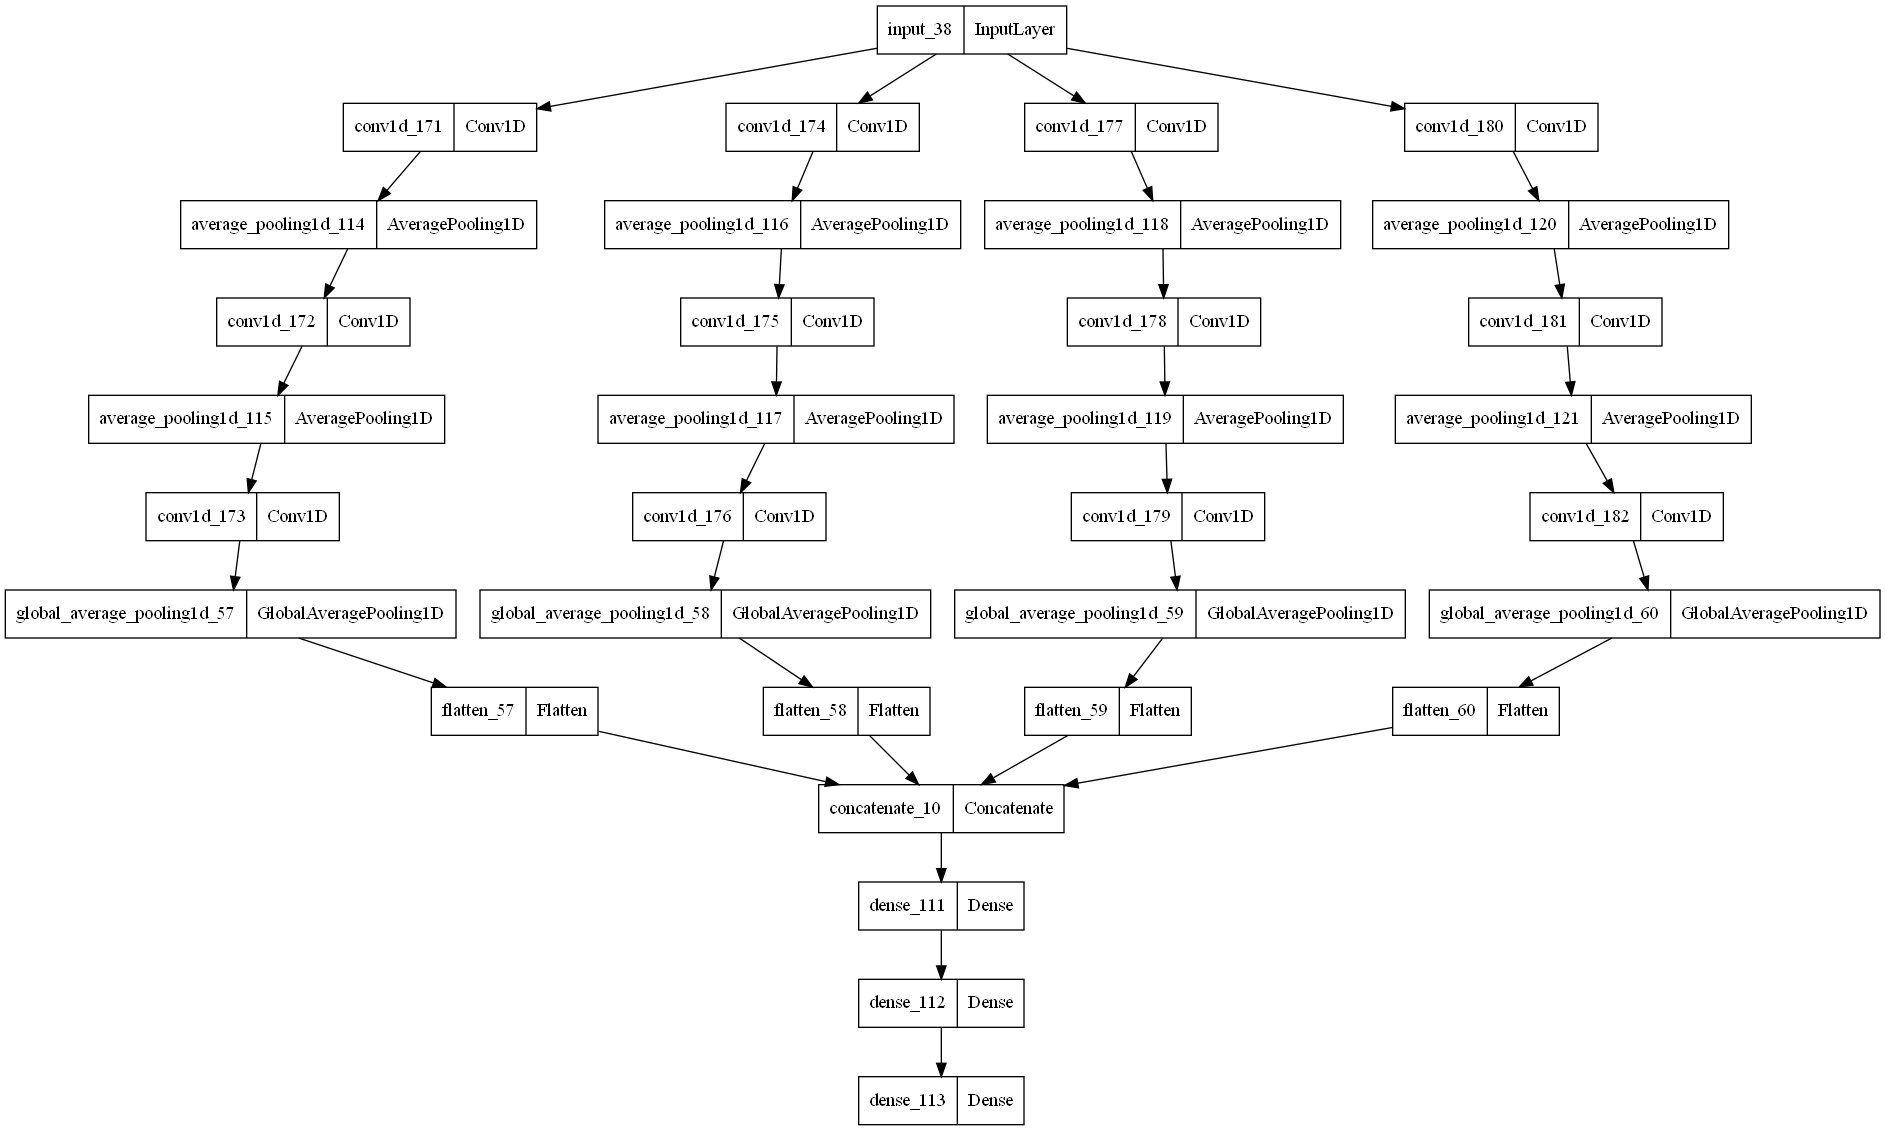 input_38 InputLayer
conv1d_171 Conv1D conv1d_174 Conv1D conv1d_177 Conv1D conv1d_180 Conv1D
average_pooling1d_114 AveragePooling1D average_pooling1d_116 AveragePooling1D average_pooling1d_118 AveragePooling1D average_pooling1d_120 AveragePooling1D
conv1d_172 Conv1D conv1d_175 Conv1D conv1d_178 Conv1D conv1d_181 Conv1D
average_pooling1d_115 AveragePooling1D average_pooling1d_117 AveragePooling1D average_pooling1d_119 AveragePooling1D average_pooling1d_121 AveragePooling1D
conv1d_173 Conv1D conv1d_176 Conv1D conv1d_179 Conv1D conv1d_182 Conv1D
global_average_pooling1d_57 GlobalAveragePooling1D global_average_pooling1d_58 GlobalAveragePooling1D global_average_pooling1d_59 GlobalAveragePooling1D global_average_pooling1d_60 GlobalAveragePooling1D
flatten_57 Flatten flatten_58 Flatten flatten_59 Flatten flatten_60 Flatten
concatenate_10 Concatenate
dense_111 Dense
dense_112 Dense
dense_113 Dense